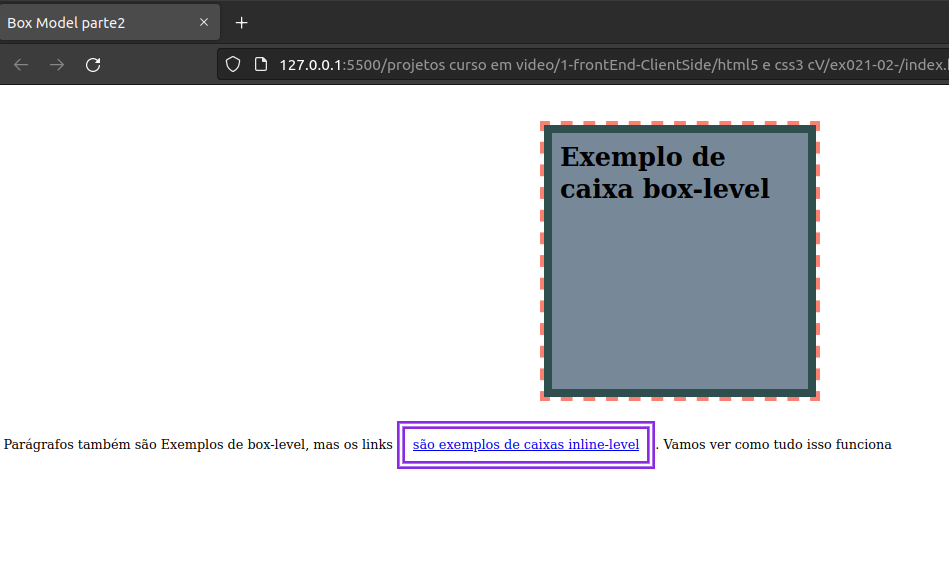 Box Model parte2
127.0.0.1:5500/projetos curso em video/1-frontEnd-ClientSide/html5 e css3 cV/ex021-02-/index.
Exemplo de
caixa box-level
Parágrafos também são Exemplos de box-level, mas os links são exemplos de caixas inline-level. Vamos ver como tudo isso funciona